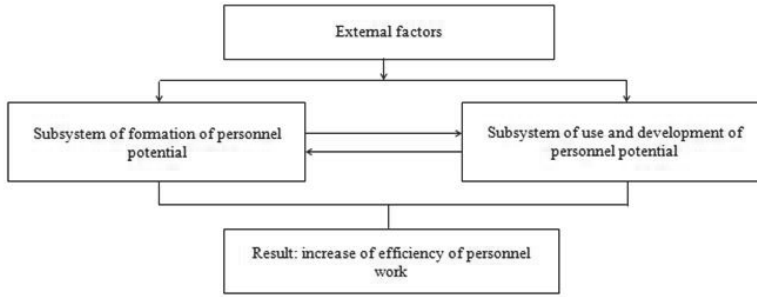 External factors
Subsystem of formation of personnel
potential
Subsystem of use and development of
personnel potential
Result: increase of efficiency of personnel
work